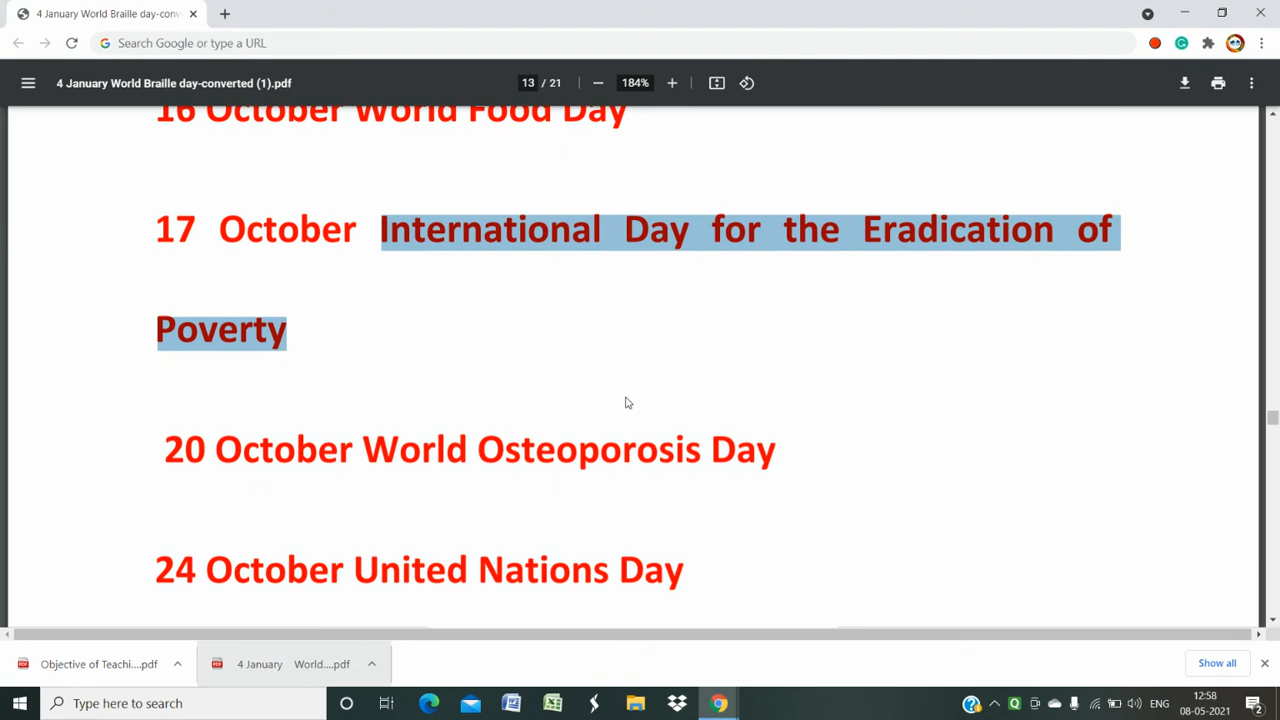 4 January World Braille day-conv
Search Google or type a URL
4 January World Braille day-converted (1).pdf
13 / 21
184%
16 October World Food Day
17 October International Day for the Eradication of
Poverty
20 October World Osteoporosis Day
24 October United Nations Day
Objective of Teachi....pdf
4 January World....pdf
Show all
Type here to search
ENG
12:58
08-05-2021
2